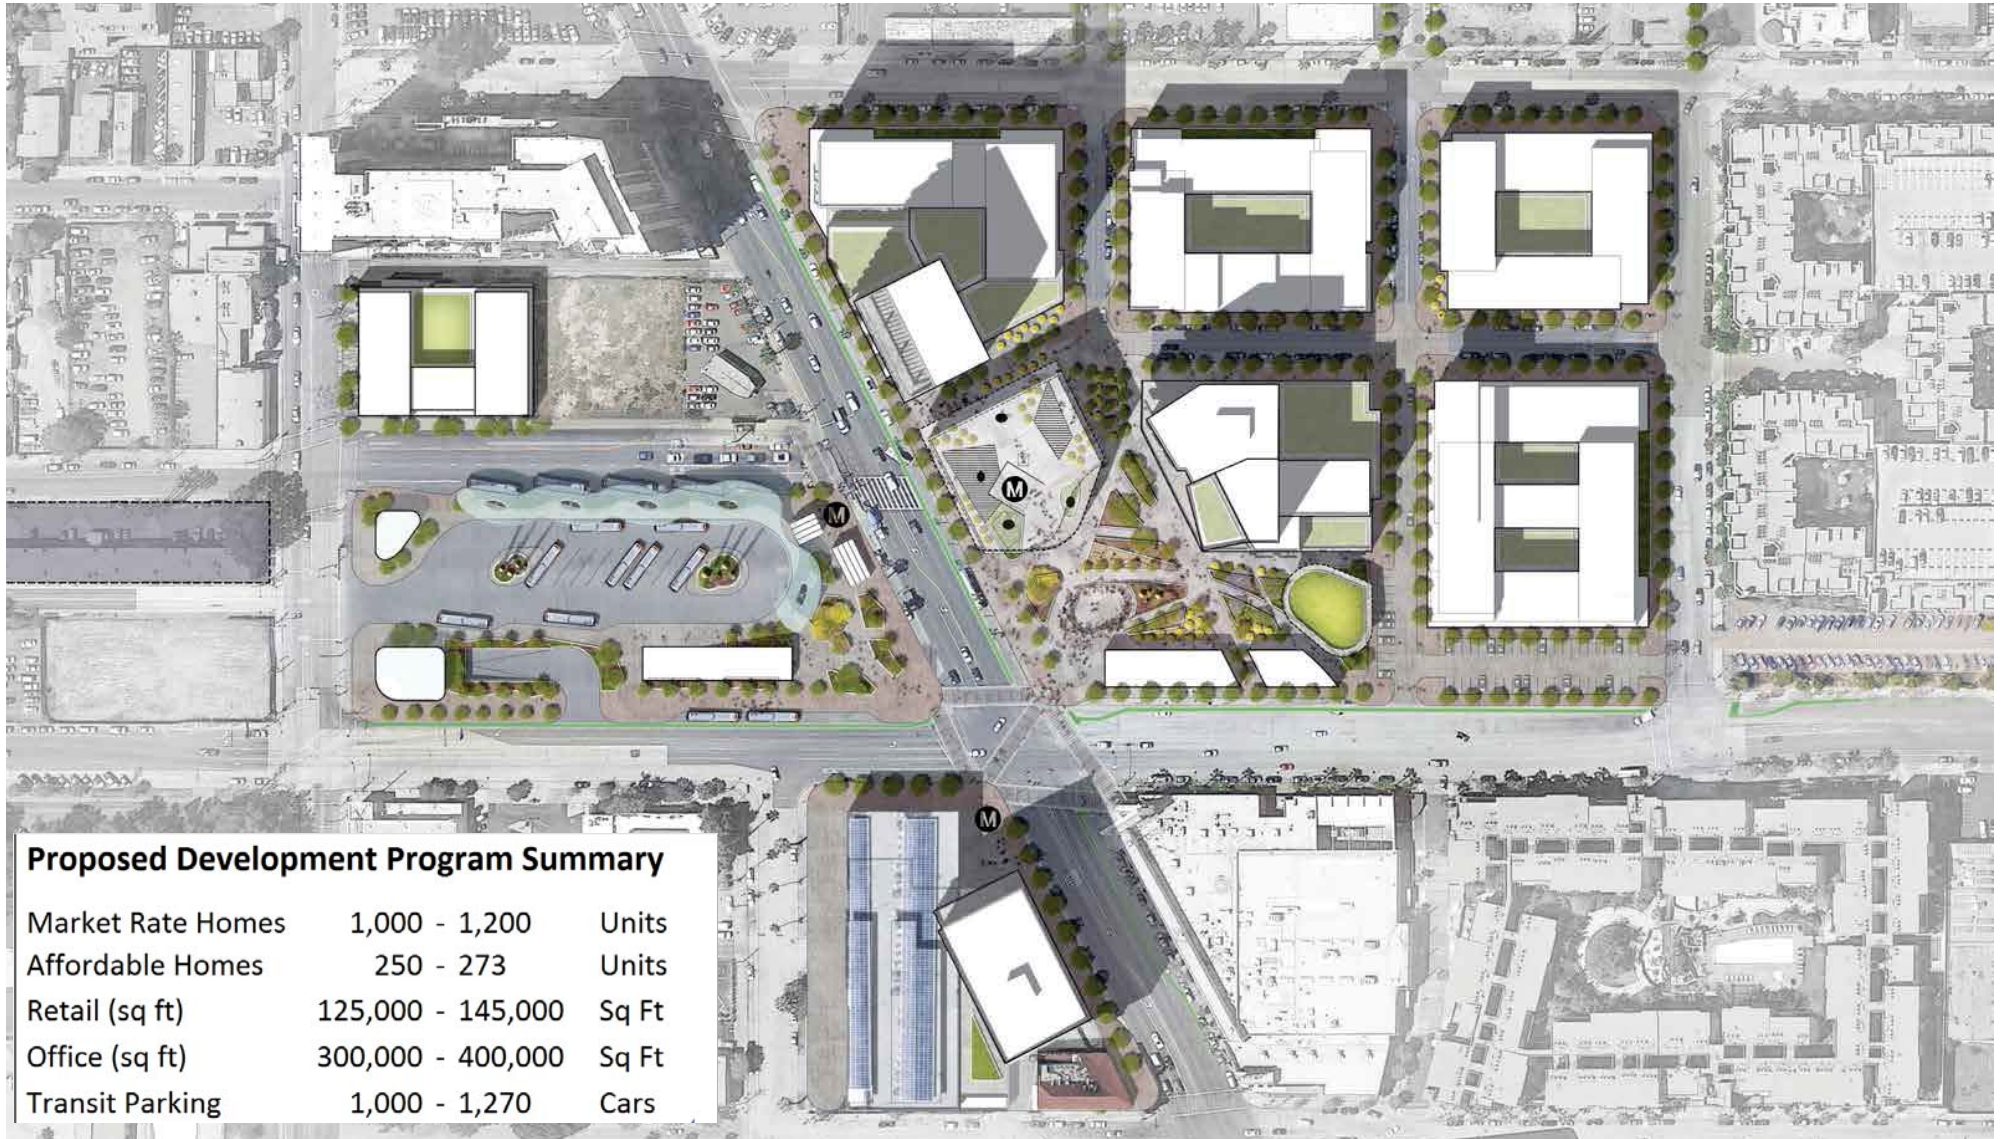 M
M
M
Proposed Development Program Summary
Market Rate Homes 1,000 - 1,200 Units
Affordable Homes 250 - 273 Units
Retail (sq ft) 125,000 - 145,000 Sq Ft
Office (sq ft) 300,000 - 400,000 Sq Ft
Transit Parking 1,000 - 1,270 Cars